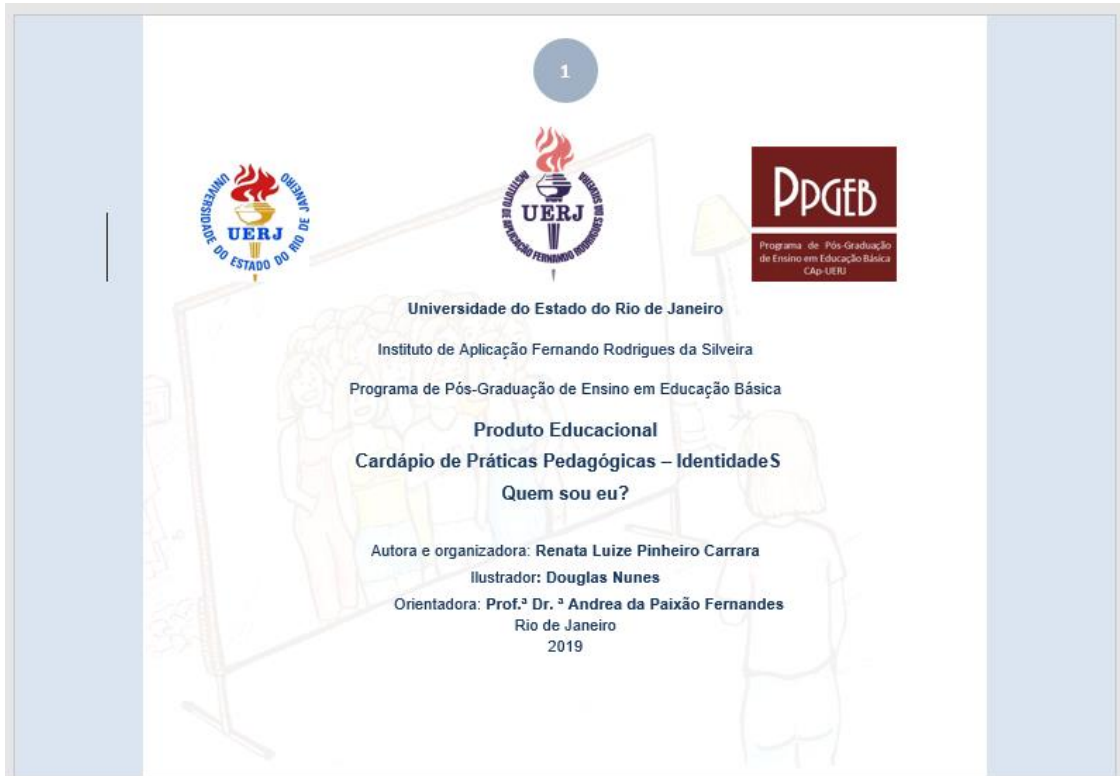 1
UNIVERSIDADE DO ESTADO DO RIO DE JANEIRO
UERJ
INSTITUTO DE APLICAÇÃO FERNANDO RODRIGUES DA SILVEIRA
UERJ
PPGEB
Programa de Pós-Graduação
de Ensino em Educação Básica
CAp-UERJ
Universidade do Estado do Rio de Janeiro
Instituto de Aplicação Fernando Rodrigues da Silveira
Programa de Pós-Graduação de Ensino em Educação Básica
Produto Educacional
Cardápio de Práticas Pedagógicas – IdentidadeS
Quem sou eu?
Autora e organizadora: Renata Luize Pinheiro Carrara
Ilustrador: Douglas Nunes
Orientadora: Prof.ª Dr. ª Andrea da Paixão Fernandes
Rio de Janeiro
2019